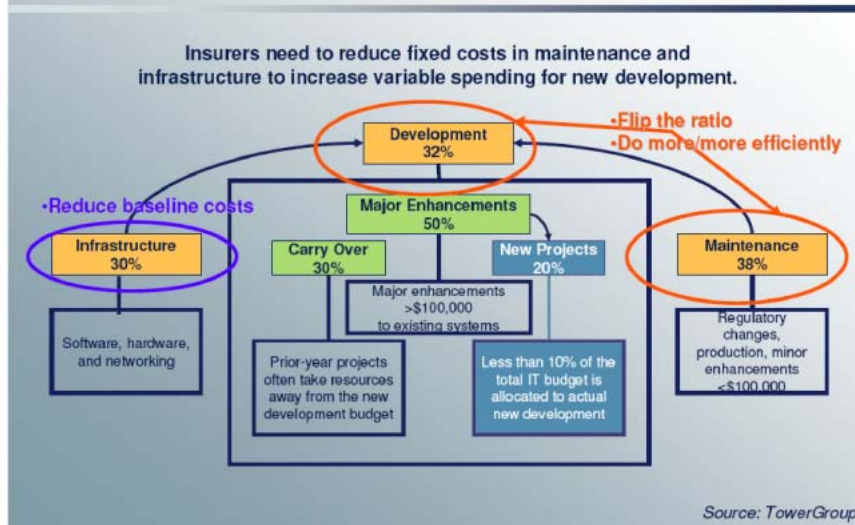 Insurers need to reduce fixed costs in maintenance and
infrastructure to increase variable spending for new development.
Development
32%
•Flip the ratio
•Do more/more efficiently
•Reduce baseline costs
Infrastructure
30%
Software, hardware,
and networking
Major Enhancements
50%
Carry Over
30%
New Projects
20%
Major enhancements
>$100,000
to existing systems
Prior-year projects
often take resources
away from the new
development budget
Less than 10% of the
total IT budget is
allocated to actual
new development
Maintenance
38%
Regulatory
changes,
production, minor
enhancements
<$100,000
Source: TowerGroup